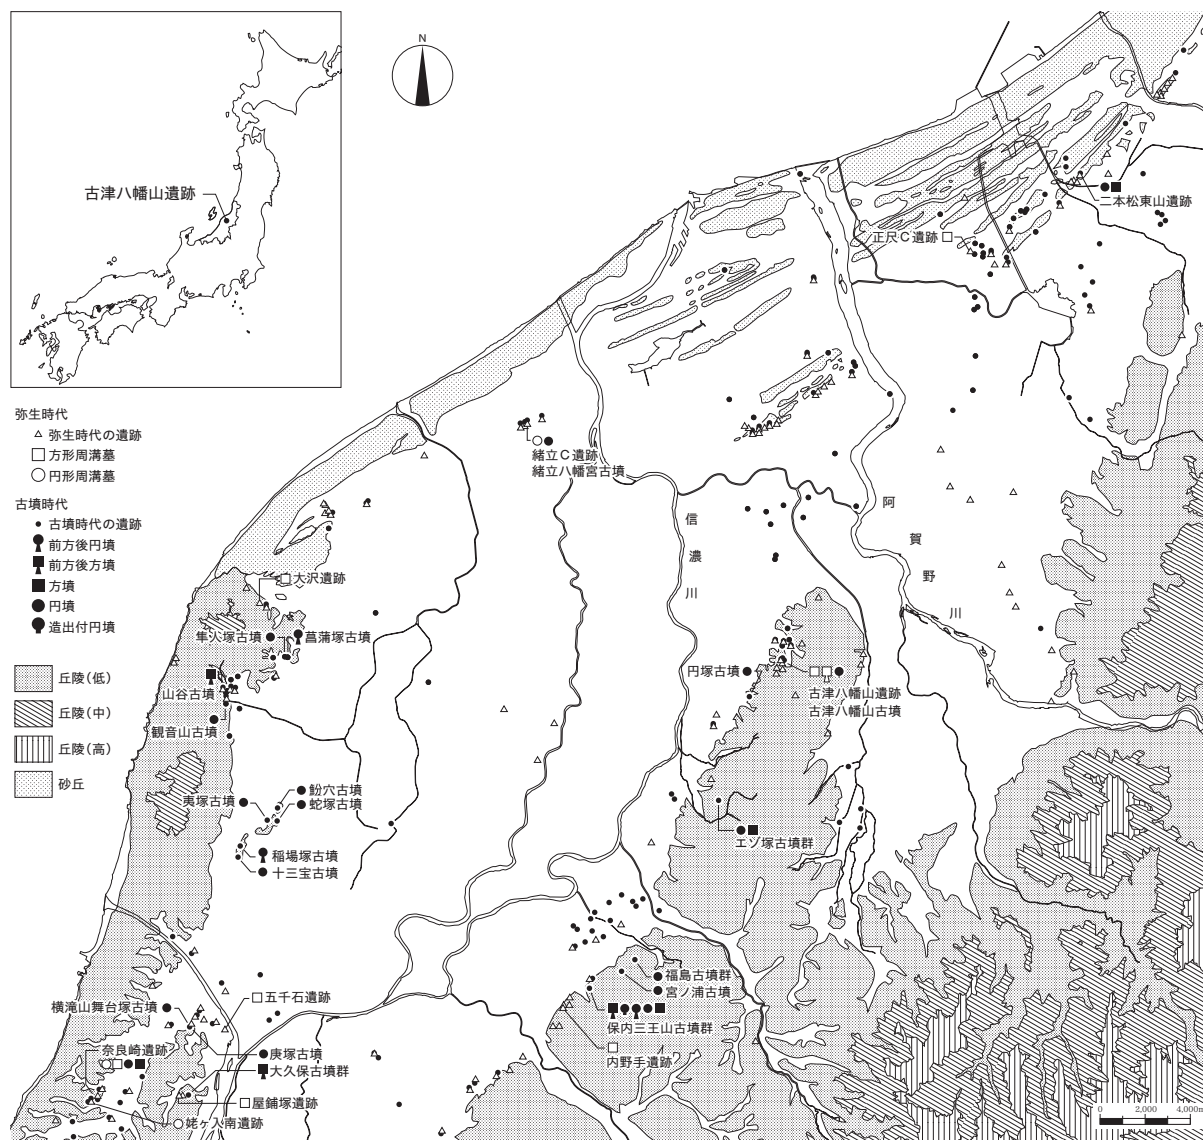 N
古津八幡山遺跡
弥生時代
弥生時代の遺跡
方形周溝墓
円形周溝墓
古墳時代
古墳時代の遺跡
前方後円墳
前方後方墳
方墳
円墳
造出付円墳
丘陵(低)
丘陵(中)
丘陵(高)
砂丘
二本松東山遺跡
正尺C遺跡
緒立C遺跡
緒立八幡宮古墳
信濃川
阿賀野川
大沢遺跡
隼人塚古墳
菖蒲塚古墳
山谷古墳
観音山古墳
円塚古墳
古津八幡山遺跡
古津八幡山古墳
鈖穴古墳
蛇塚古墳
夷塚古墳
稲場塚古墳
十三宝古墳
エゾ塚古墳群
福島古墳群
宮ノ浦古墳
保内三王山古墳群
内野手遺跡
五千石遺跡
横滝山舞台塚古墳
奈良崎遺跡
庚塚古墳
大久保古墳群
屋鋪塚遺跡
姥ヶ入南遺跡
0 2,000 4,000m